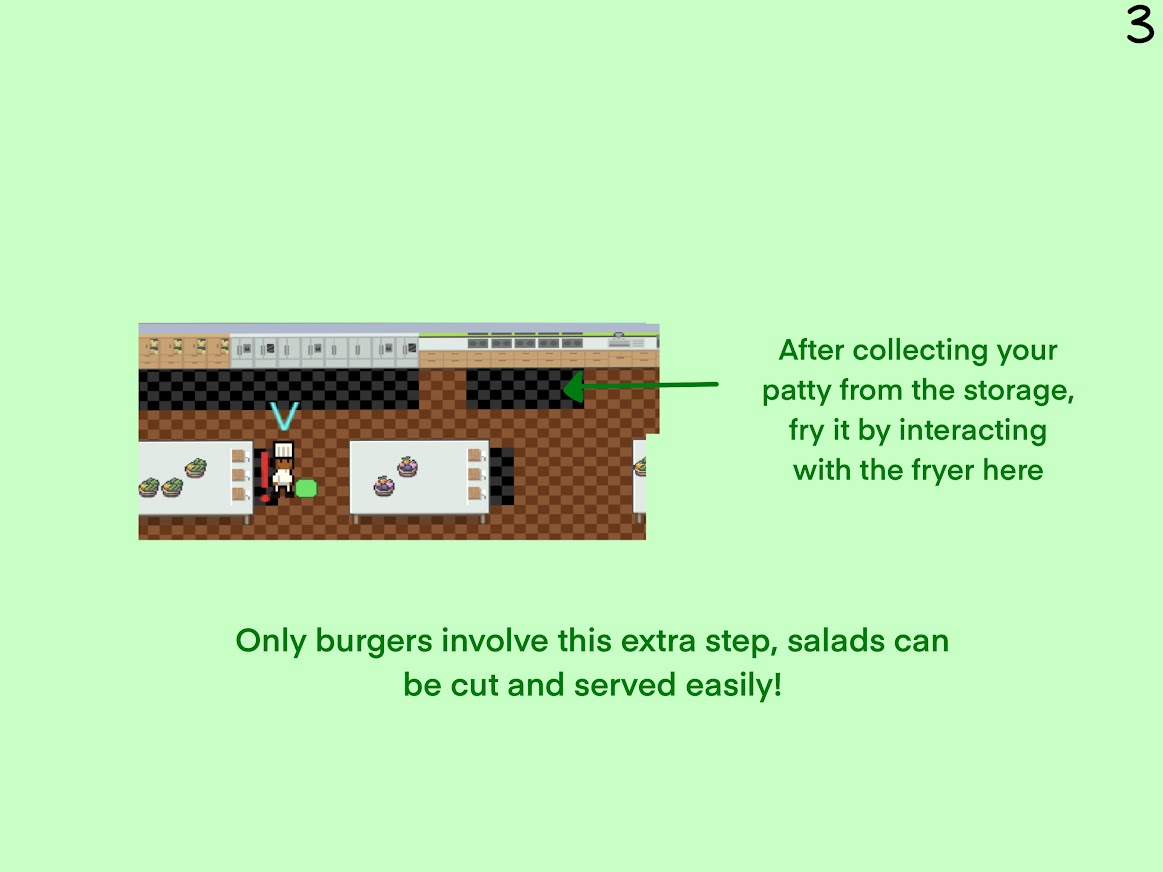 3
After collecting your
patty from the storage,
fry it by interacting
with the fryer here
Only burgers involve this extra step, salads can
be cut and served easily!